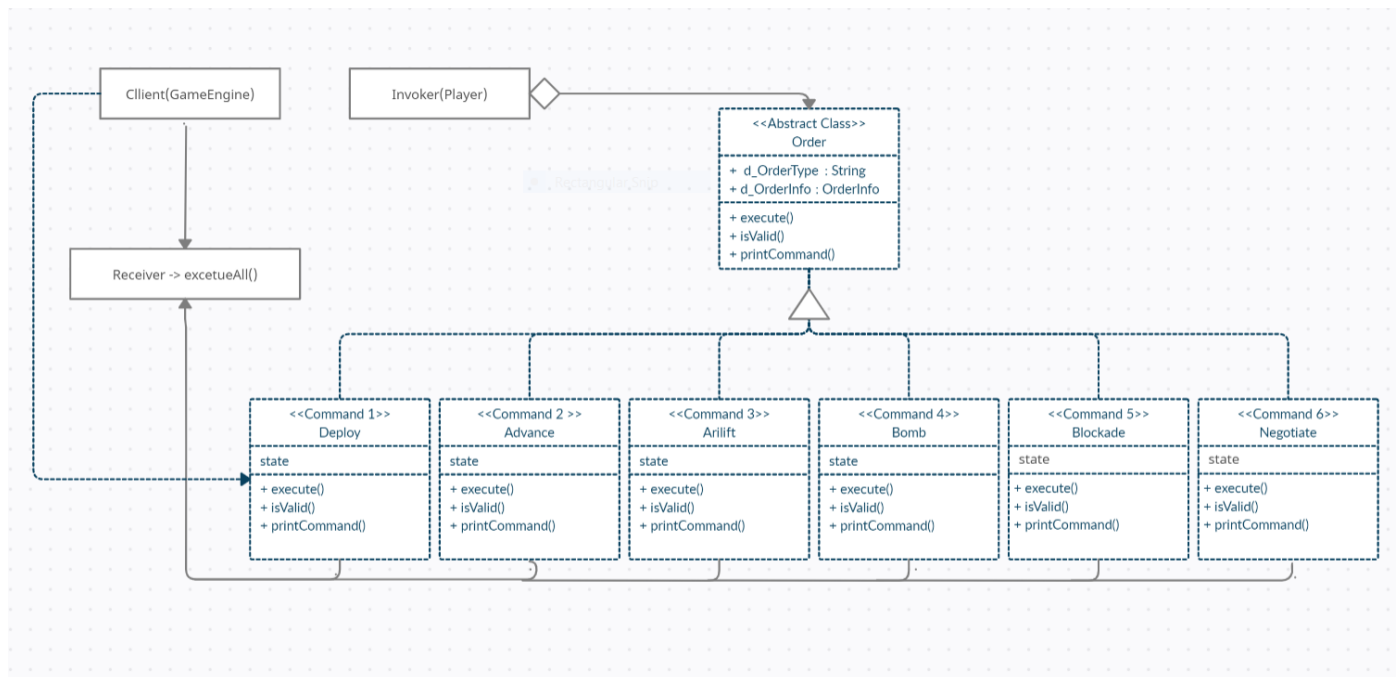 Cllient(GameEngine)
Invoker(Player)
<<Abstract Class>>
Order
+ d_OrderType : String
+ d_OrderInfo : OrderInfo
+ execute()
+ isValid()
+ printCommand()
Rectangular Snip
Receiver -> excetueAll()
<<Command 1>>
Deploy
state
+ execute()
+ isValid()
+ printCommand()
<<Command 2 >>
Advance
state
+ execute()
+ isValid()
+ printCommand()
<<Command 3>>
Arilift
state
+ execute()
+ isValid()
+ printCommand()
<<Command 4>>
Bomb
state
+ execute()
+ isValid()
+ printCommand()
<<Command 5>>
Blockade
state
+ execute()
+ isValid()
+ printCommand()
<<Command 6>>
Negotiate
state
+ execute()
+ isValid()
+ printCommand()